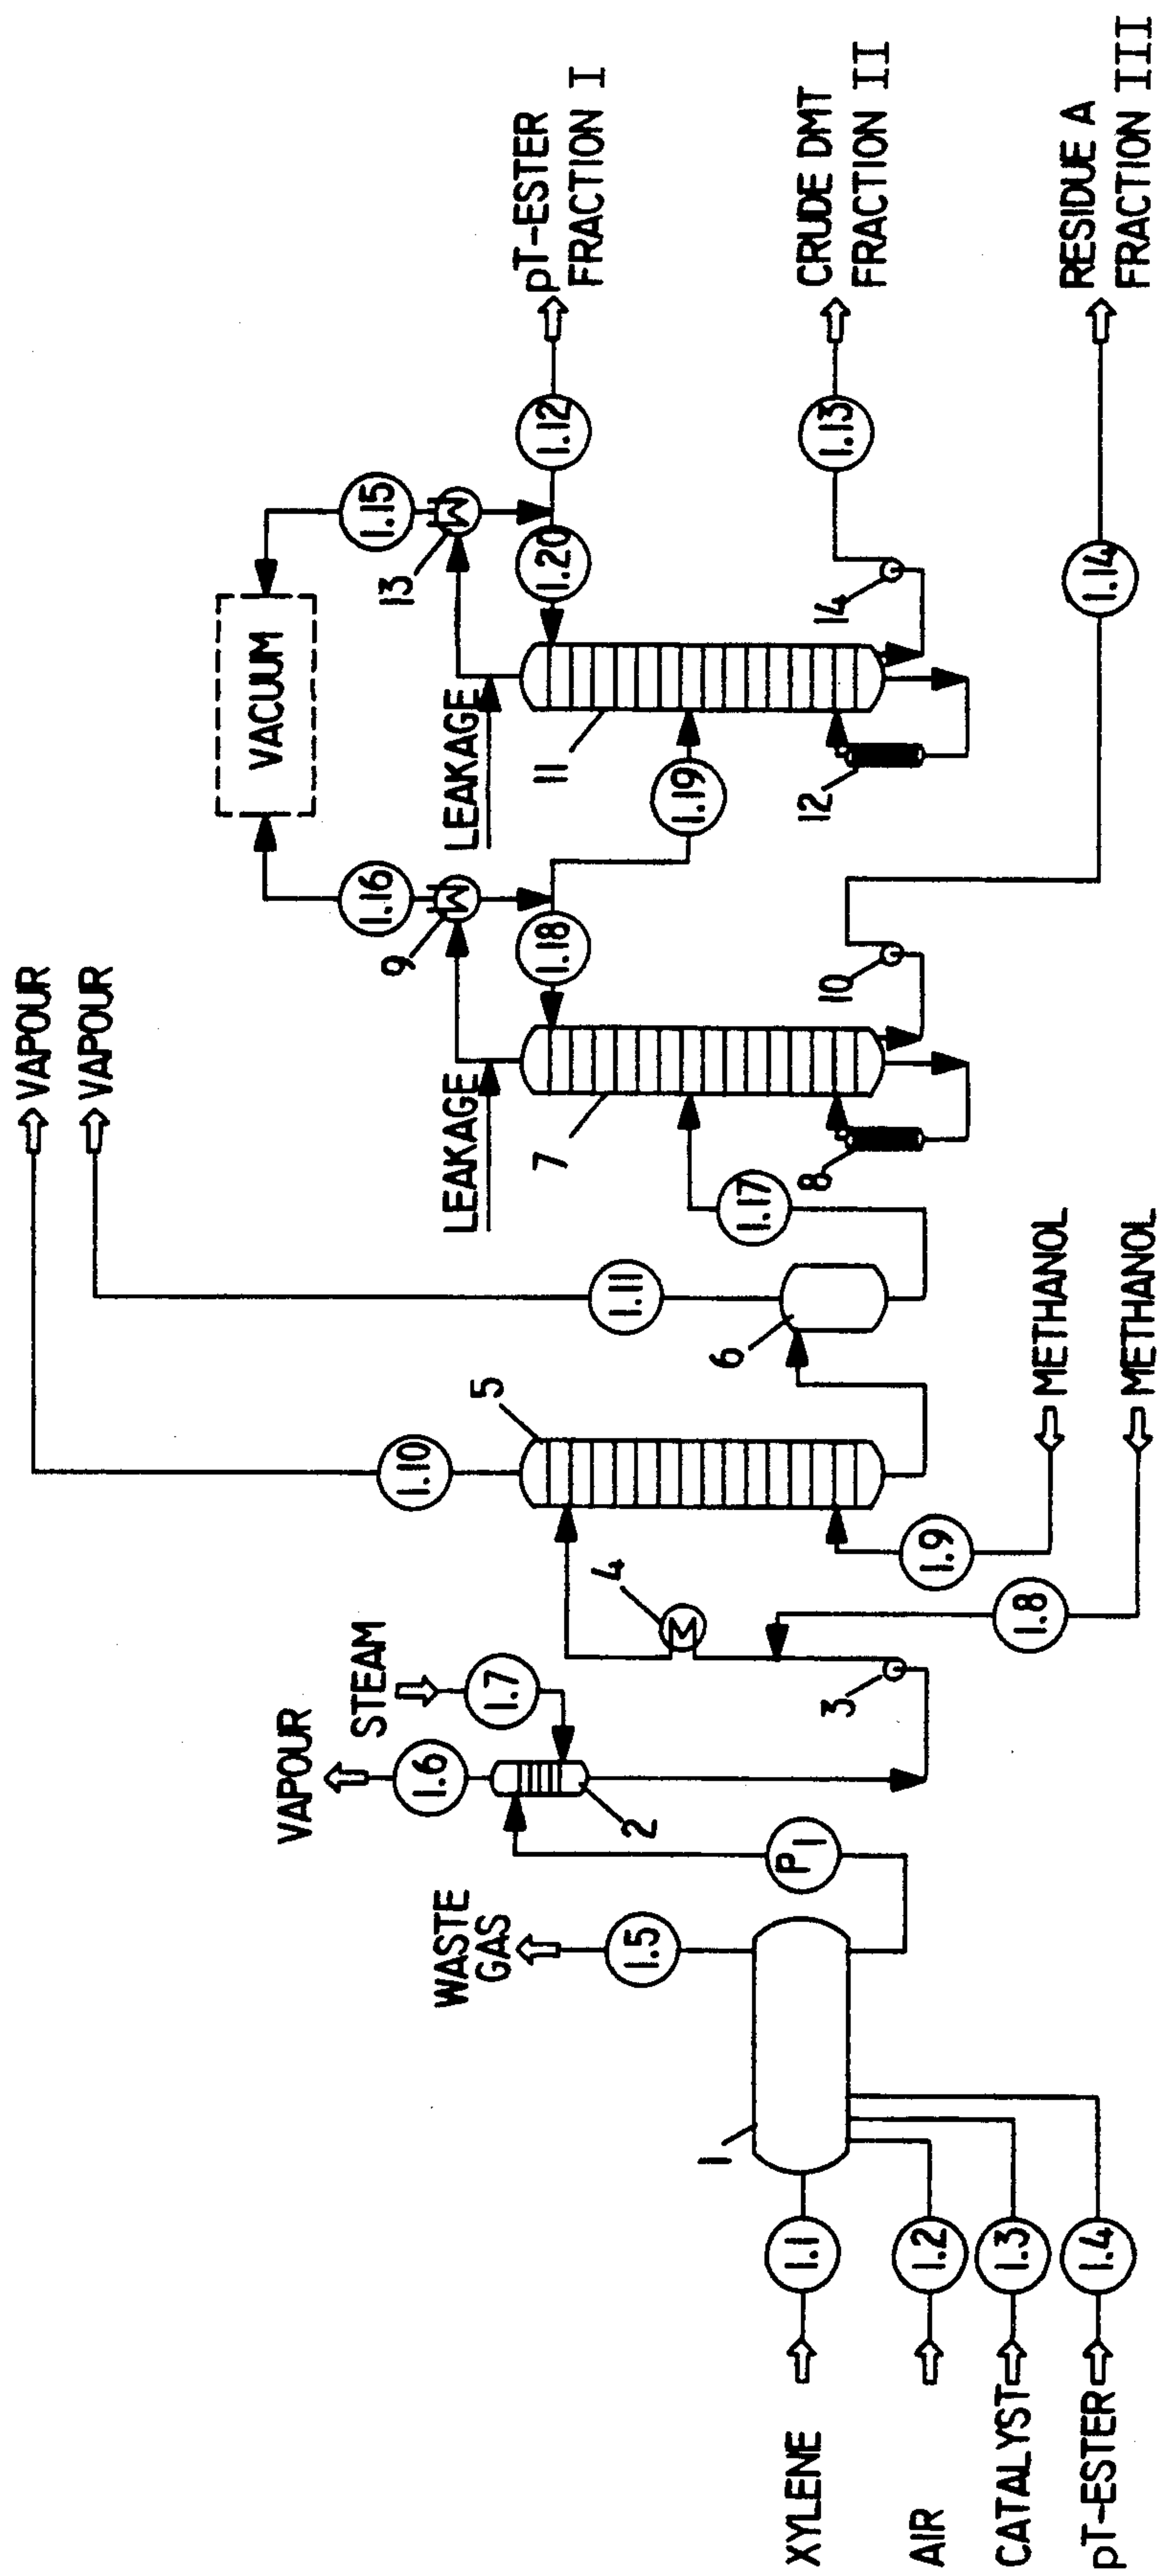 VAPOUR
VAPOUR
VACUUM
LEAKAGE
LEAKAGE
1.16
1.15
9
13
pT-ESTER
FRACTION I
1.12
1.20
1.18
1.10
5
7
11
1.19
CRUDE DMT
FRACTION II
1.13
14
12
10
8
1.17
1.11
6
RESIDUE A
FRACTION III
1.14
VAPOUR
STEAM
1.6
1.7
4
2
3
1.9
METHANOL
1.8
METHANOL
WASTE
GAS
1.5
P1
1
XYLENE
1.1
AIR
1.2
CATALYST
1.3
pT-ESTER
1.4